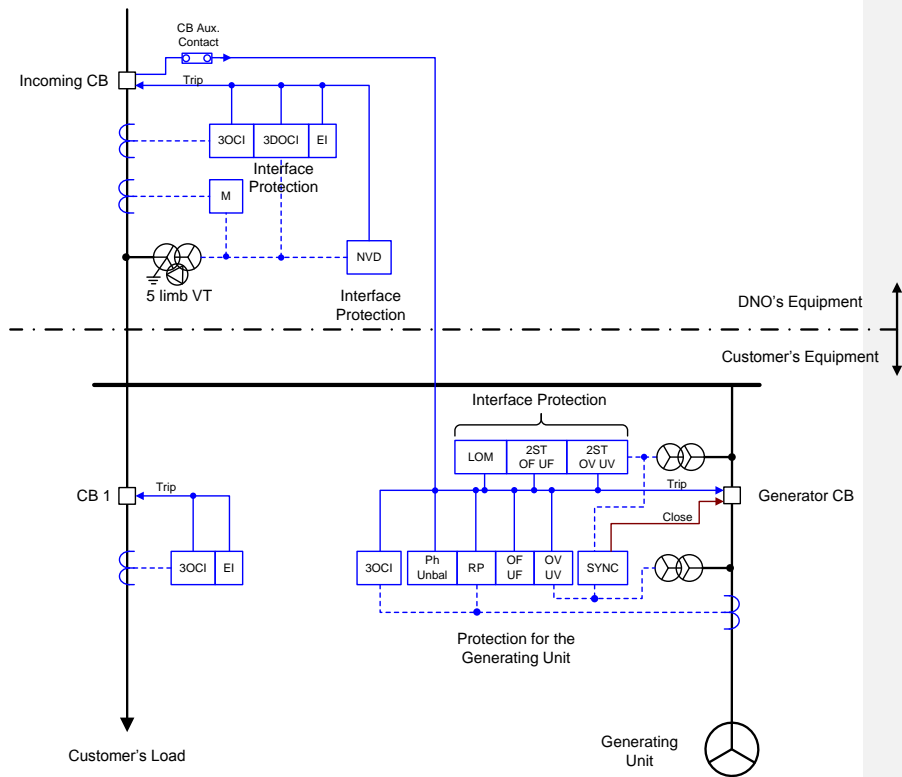 CB Aux.
Contact
Incoming CB
Trip
3OCI
3DOCI
EI
Interface
Protection
M
NVD
5 limb VT
Interface
Protection
DNO's Equipment
Customer's Equipment
Interface Protection
LOM
2ST
OF UF
2ST
OV UV
CB 1
Trip
Trip
Generator CB
Close
3OCI
EI
3OCI
Ph
Unbal
RP
OF
UF
OV
UV
SYNC
Protection for the
Generating Unit
Customer's Load
Generating
Unit